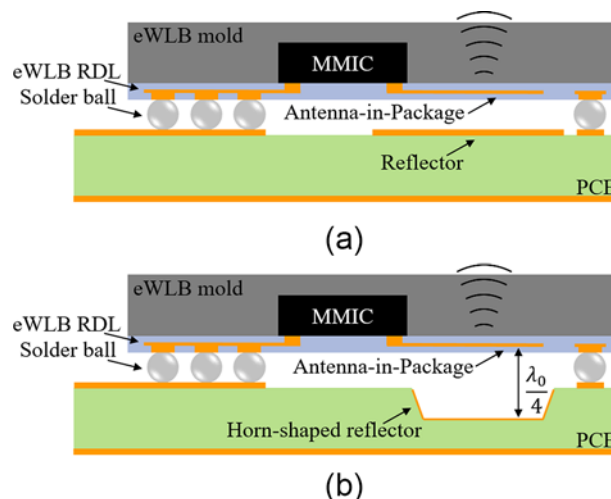 eWLB mold
MMIC
eWLB RDL
Solder ball
Antenna-in-Package
Reflector
(a)
eWLB mold
MMIC
eWLB RDL
Solder ball
Antenna-in-Package
λ₀/4
Horn-shaped reflector
(b)